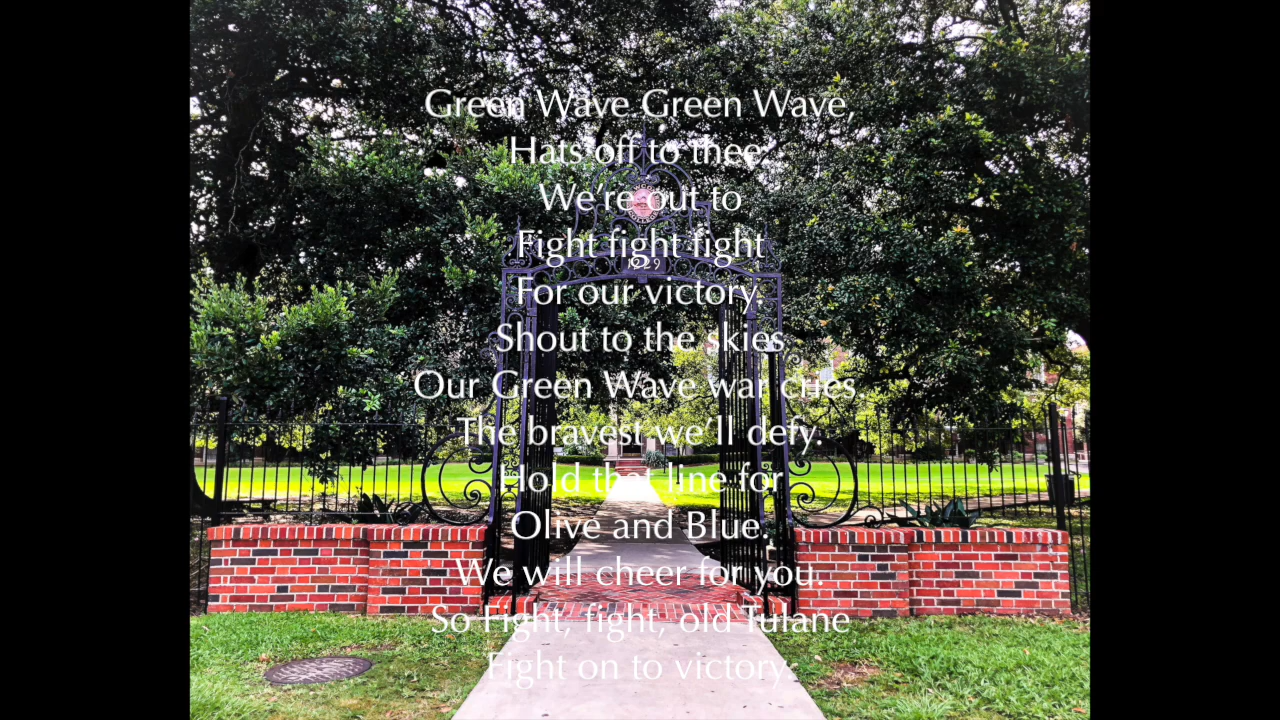 Green Wave Green Wave,
Hats off to thee.
We're out to
Fight fight fight
1929
For our victory.
Shout to the skies
Our Green Wave war cries.
The bravest we'll defy.
Hold that line for
Olive and Blue.
We will cheer for you.
So Fight, fight, old Tulane
Fight on to victory.